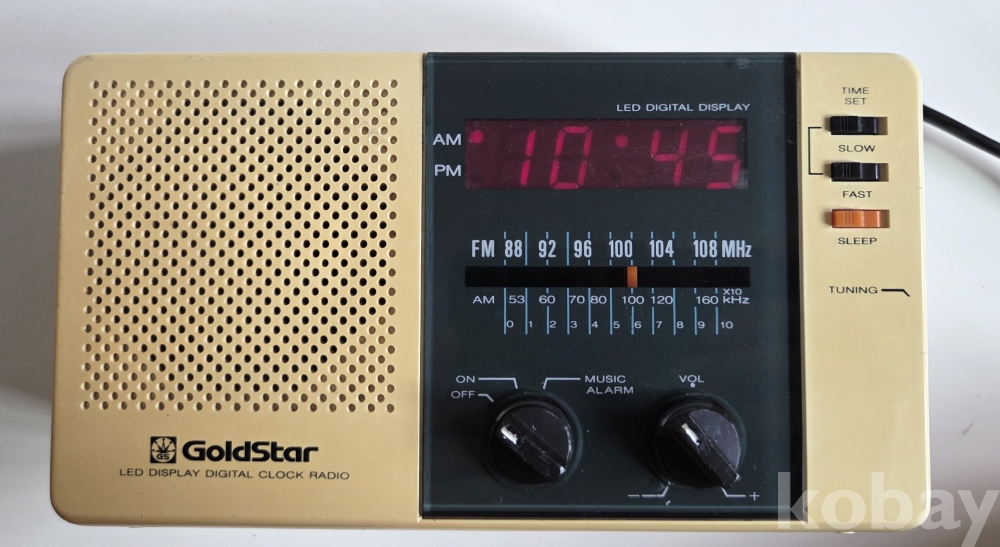 LED DIGITAL DISPLAY
AM
PM
10 45
FM 88 92 96 100 104 108 MHz
AM 53 60 70 80 100 120 160 X10 kHz
0 1 2 3 4 5 6 7 8 9 10
ON
OFF
MUSIC
ALARM
VOL
− +
GS GoldStar
LED DISPLAY DIGITAL CLOCK RADIO
TIME
SET
SLOW
FAST
SLEEP
TUNING
kobay